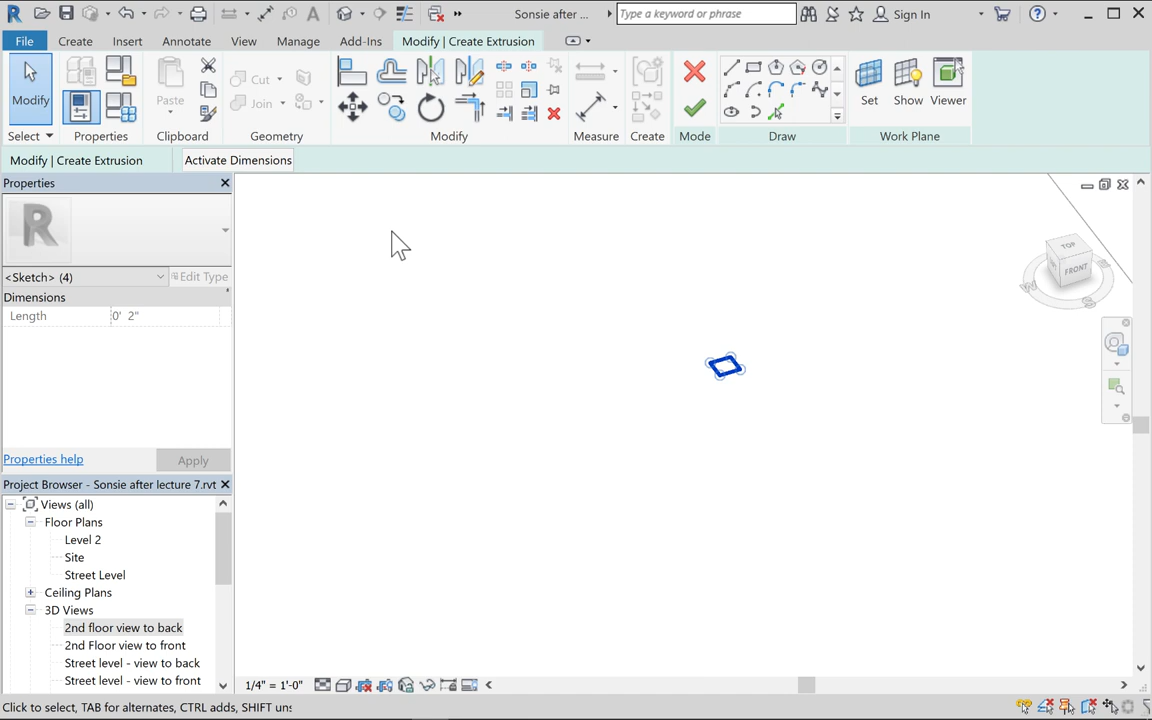 Sonsie after ...
Type a keyword or phrase
Sign In
File
Create
Insert
Annotate
View
Manage
Add-Ins
Modify | Create Extrusion
Modify
Paste
Cut
Join
Set
Show
Viewer
Select
Properties
Clipboard
Geometry
Modify
Measure
Create
Mode
Draw
Work Plane
Modify | Create Extrusion
Activate Dimensions
Properties
<Sketch> (4)
Edit Type
Dimensions
Length
0' 2"
Properties help
Apply
TOP
FRONT
W
S
Project Browser - Sonsie after lecture 7.rvt
Views (all)
Floor Plans
Level 2
Site
Street Level
Ceiling Plans
3D Views
2nd floor view to back
2nd Floor view to front
Street level - view to back
Street level - view to front
1/4" = 1'-0"
Click to select, TAB for alternates, CTRL adds, SHIFT uns